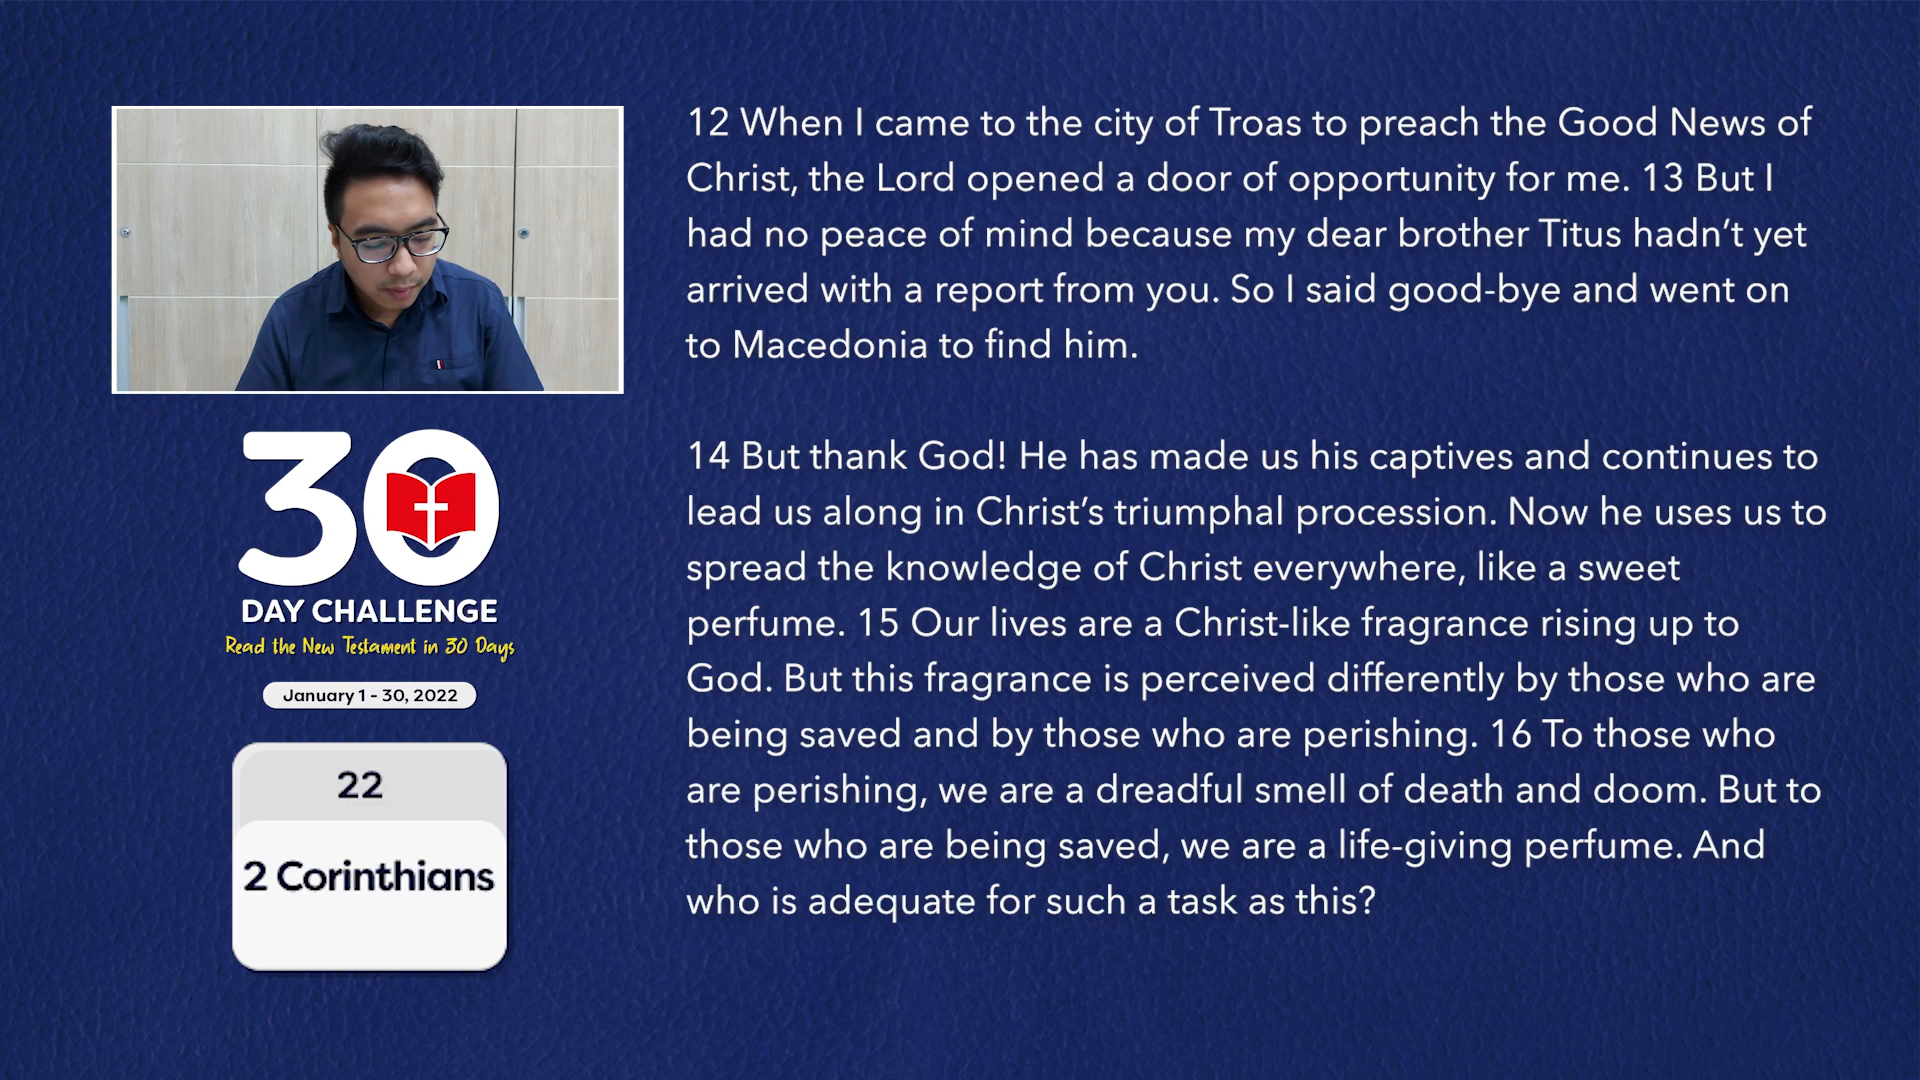 12 When I came to the city of Troas to preach the Good News of
Christ, the Lord opened a door of opportunity for me. 13 But I
had no peace of mind because my dear brother Titus hadn’t yet
arrived with a report from you. So I said good-bye and went on
to Macedonia to find him.
14 But thank God! He has made us his captives and continues to
lead us along in Christ’s triumphal procession. Now he uses us to
spread the knowledge of Christ everywhere, like a sweet
perfume. 15 Our lives are a Christ-like fragrance rising up to
God. But this fragrance is perceived differently by those who are
being saved and by those who are perishing. 16 To those who
are perishing, we are a dreadful smell of death and doom. But to
those who are being saved, we are a life-giving perfume. And
who is adequate for such a task as this?
30
DAY CHALLENGE
Read the New Testament in 30 Days
January 1 - 30, 2022
22
2 Corinthians